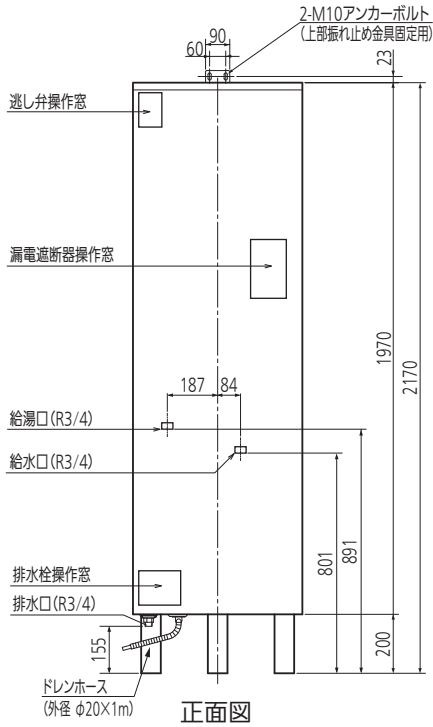 2-M10アンカーボルト
(上部振れ止め金具固定用)
90
60
23
逃し弁操作窓
漏電遮断器操作窓
1970
2170
187
84
給湯口(R3/4)
給水口(R3/4)
801
891
排水栓操作窓
排水口(R3/4)
155
200
ドレンホース
(外径 φ20×1m)
正面図